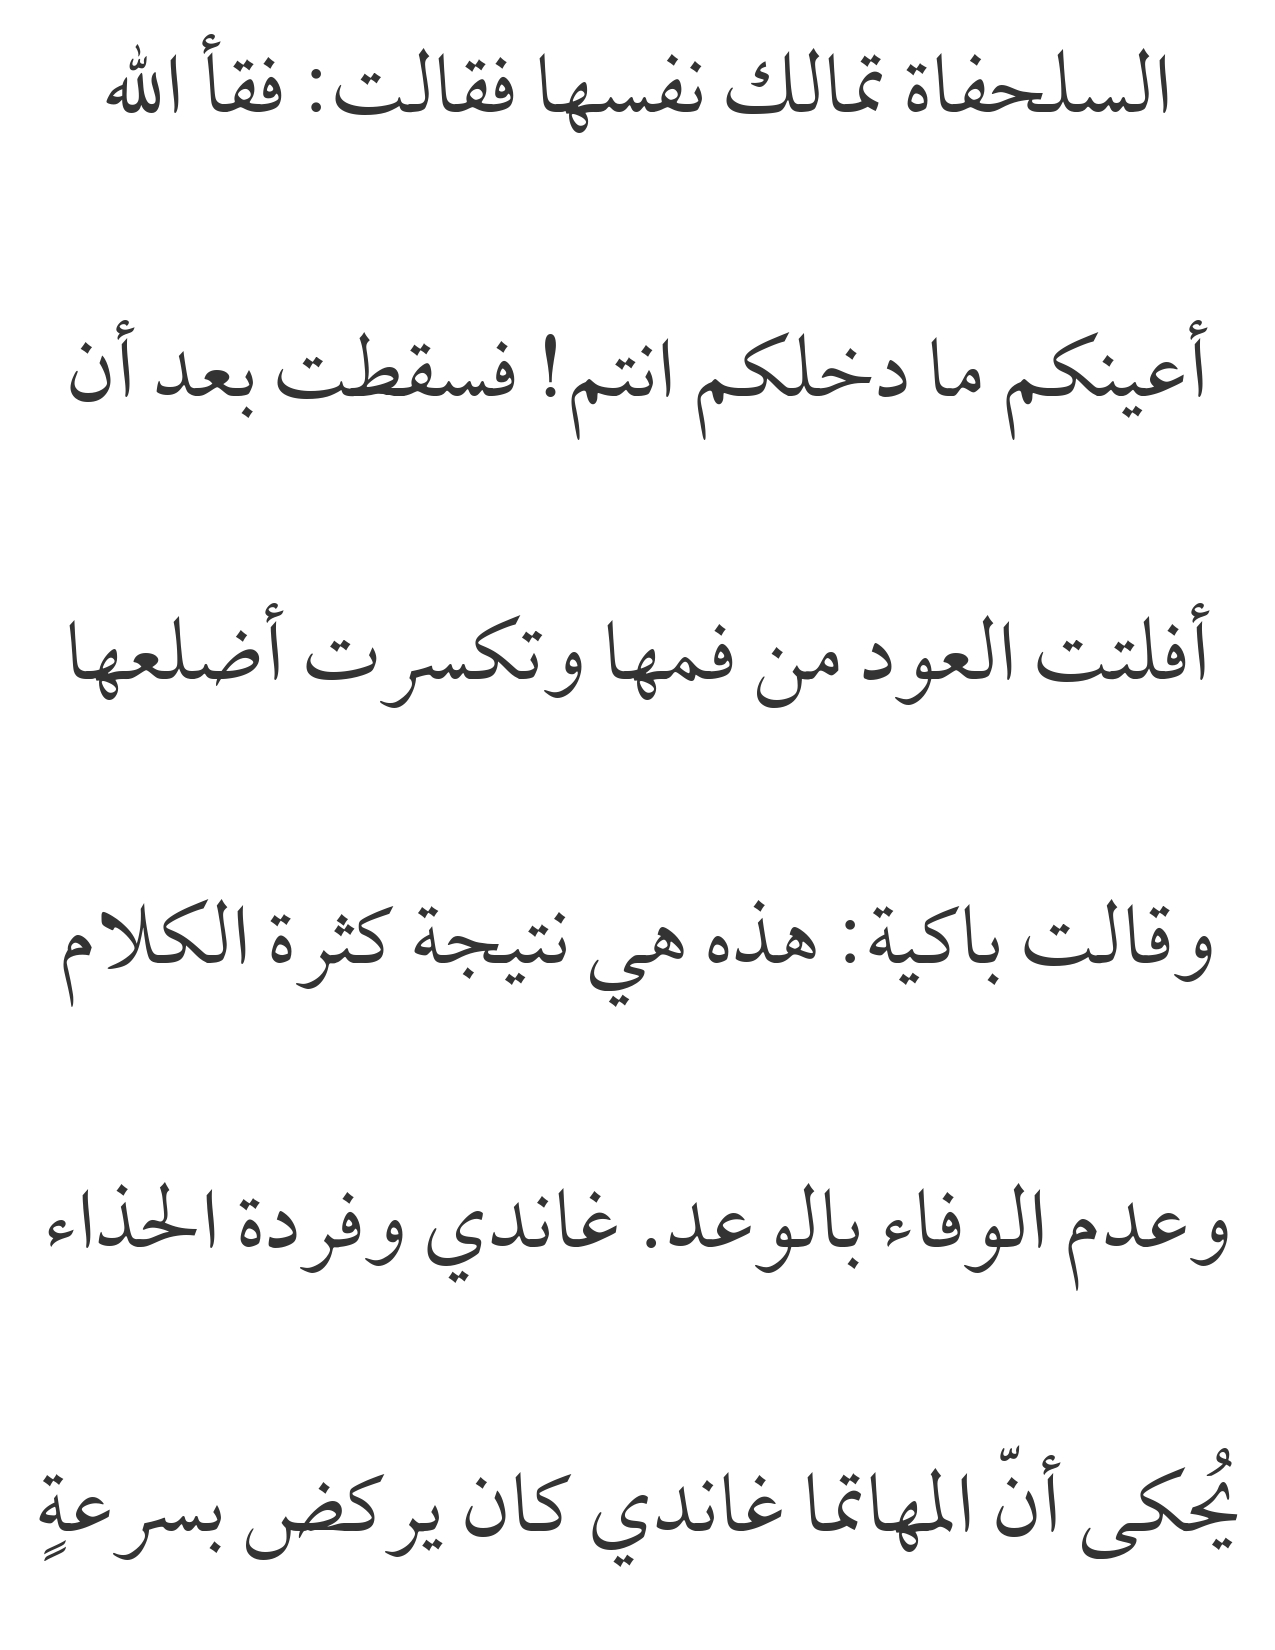 السلحفاة تمالك نفسها فقالت: فقأ الله
أعينكم ما دخلكم انتم! فسقطت بعد أن
أفلتت العود من فمها وتكسرت أضلعها
وقالت باكية: هذه هي نتيجة كثرة الكلام
وعدم الوفاء بالوعد. غاندي وفردة الحذاء
يُحكى أنّ المهاتما غاندي كان يركض بسرعةٍ